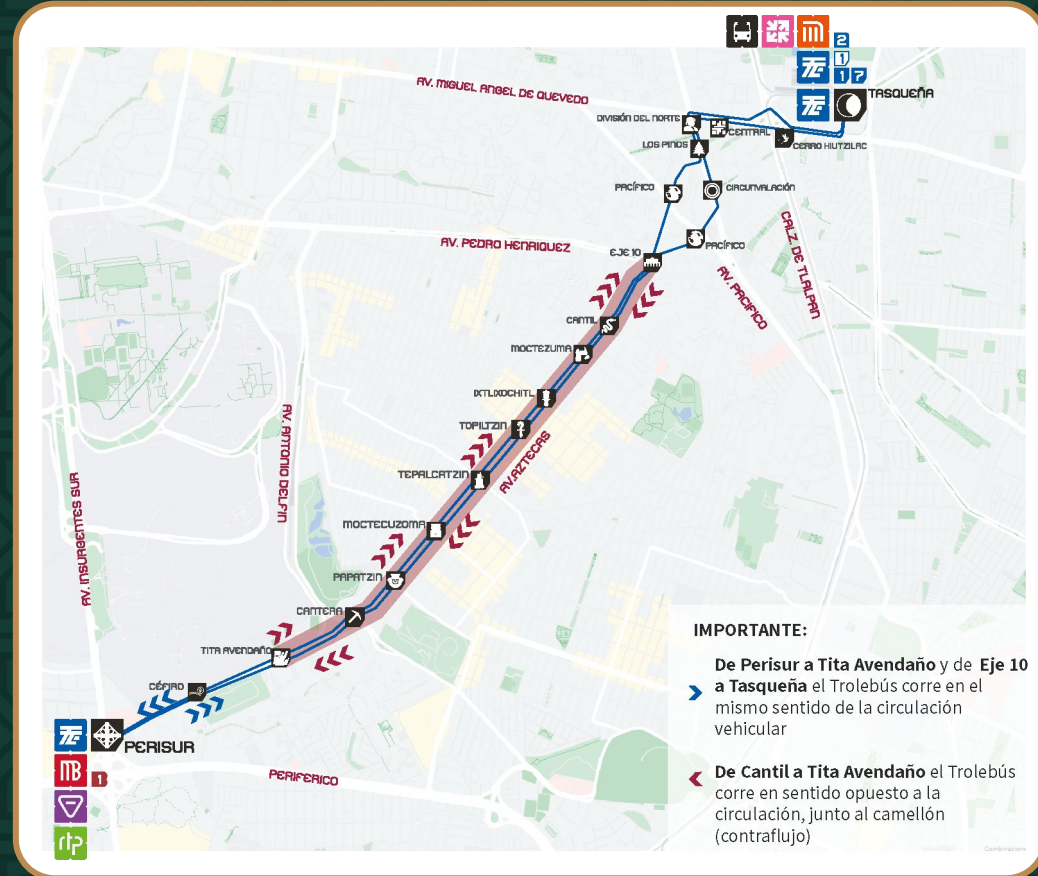 2
1
1 7
TASQUEÑA
AV. MIGUEL ANGEL DE QUEVEDO
DIVISIÓN DEL NORTE
CENTRAL
CERRO HIUTZILAC
LOS PINOS
PACÍFICO
CIRCUNVALACIÓN
PACÍFICO
AV. PEDRO HENRIQUEZ
EJE 10
CALZ. DE TLALPAN
AV. PACIFICO
CANTIL
MOCTEZUMA
IXTLIXOCHITL
TOPILTZIN
AV.AZTECAS
TEPALCATZIN
MOCTECUZOMA
PAPATZIN
CANTERA
TITA AVENDAÑO
CÉFIRO
AV. ANTONIO DELFIN
AV. INSURGENTES SUR
PERISUR
MB 1
rtp
PERIFERICO
IMPORTANTE:
De Perisur a Tita Avendaño y de Eje 10
a Tasqueña el Trolebús corre en el
mismo sentido de la circulación
vehicular
De Cantil a Tita Avendaño el Trolebús
corre en sentido opuesto a la
circulación, junto al camellón
(contraflujo)